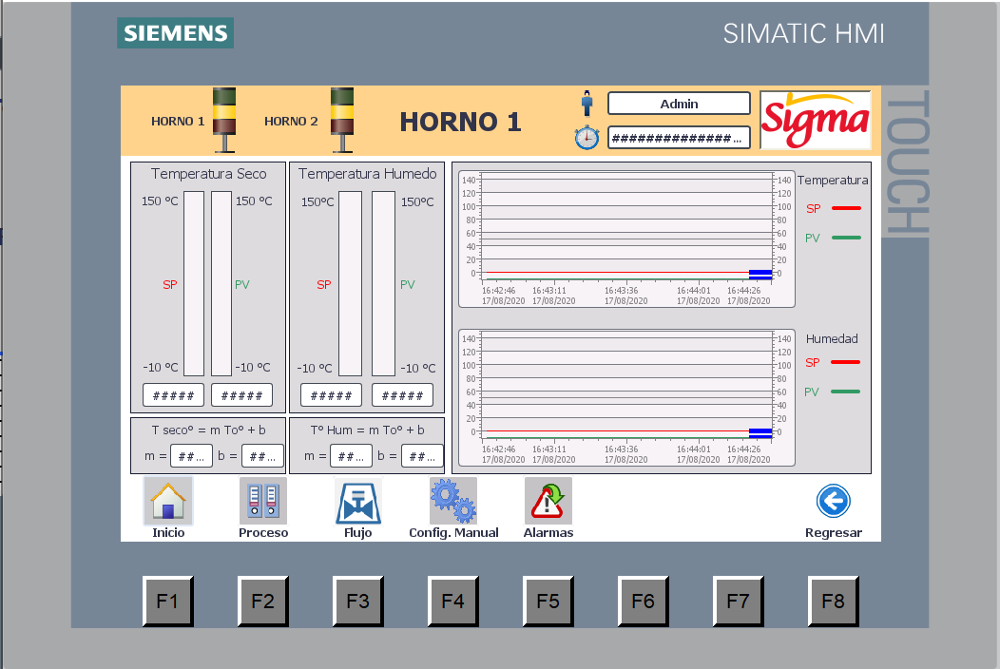 SIEMENS
SIMATIC HMI
TOUCH
HORNO 1
HORNO 2
HORNO 1
Admin
##############...
Sigma
Temperatura Seco
150 ºC
150 ºC
SP
PV
-10 ºC
-10 ºC
#####
#####
Temperatura Humedo
150ºC
150ºC
SP
PV
-10 ºC
-10 ºC
#####
#####
T secoº = m Toº + b
m = ##... b = ##...
Tº Hum = m Toº + b
m = ##... b = ##...
140 140
120 120
100 100
80 80
60 60
40 40
20 20
0 0
16:42:46 16:43:11 16:43:36 16:44:01 16:44:26
17/08/2020 17/08/2020 17/08/2020 17/08/2020 17/08/2020
Temperatura
SP
PV
140 140
120 120
100 100
80 80
60 60
40 40
20 20
0 0
16:42:46 16:43:11 16:43:36 16:44:01 16:44:26
17/08/2020 17/08/2020 17/08/2020 17/08/2020 17/08/2020
Humedad
SP
PV
Inicio
Proceso
Flujo
Config. Manual
Alarmas
Regresar
F1
F2
F3
F4
F5
F6
F7
F8